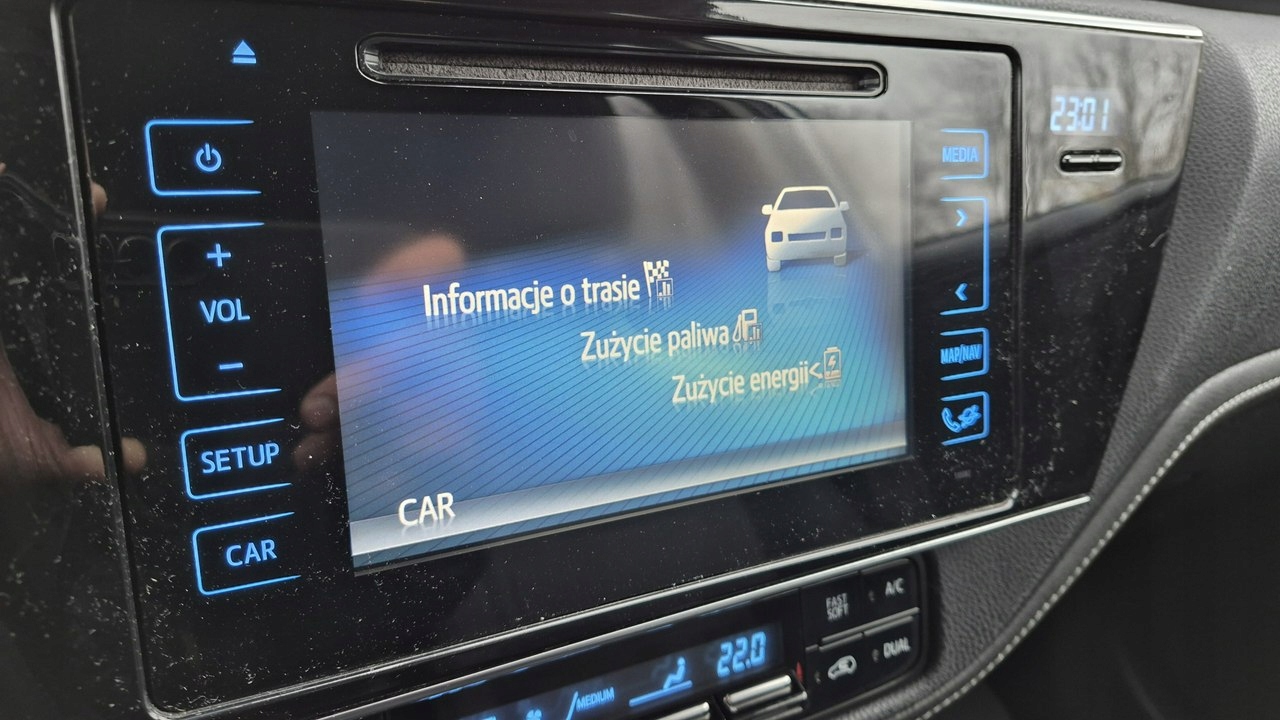 23:01
MEDIA
VOL
Informacje o trasie
Zużycie paliwa
Zużycie energii<
MAP/NAV
SETUP
CAR
CAR
FAST
SOFT
A/C
22.0
MEDIUM
DUAL